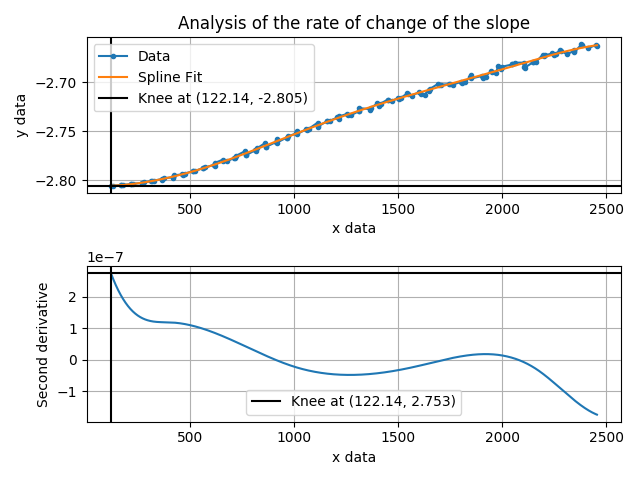 Analysis of the rate of change of the slope
Data
Spline Fit
Knee at (122.14, -2.805)
y data
−2.70
−2.75
−2.80
500
1000
1500
2000
2500
x data
1e−7
Second derivative
2
1
0
−1
Knee at (122.14, 2.753)
500
1000
1500
2000
2500
x data